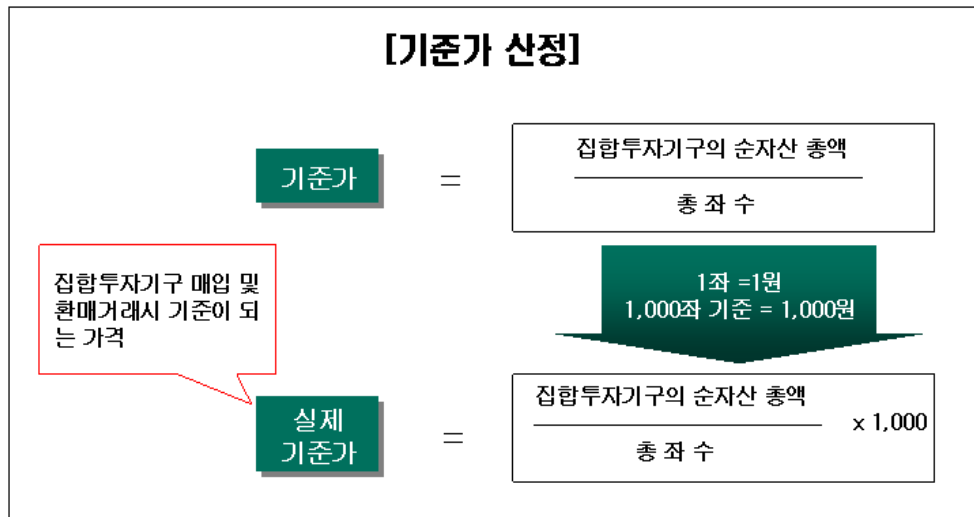 [기준가 산정]
기준가
=
집합투자기구의 순자산 총액
총 좌 수
집합투자기구 매입 및
환매거래시 기준이 되
는 가격
1좌 =1원
1,000좌 기준 = 1,000원
실제
기준가
=
집합투자기구의 순자산 총액
총 좌 수
x 1,000